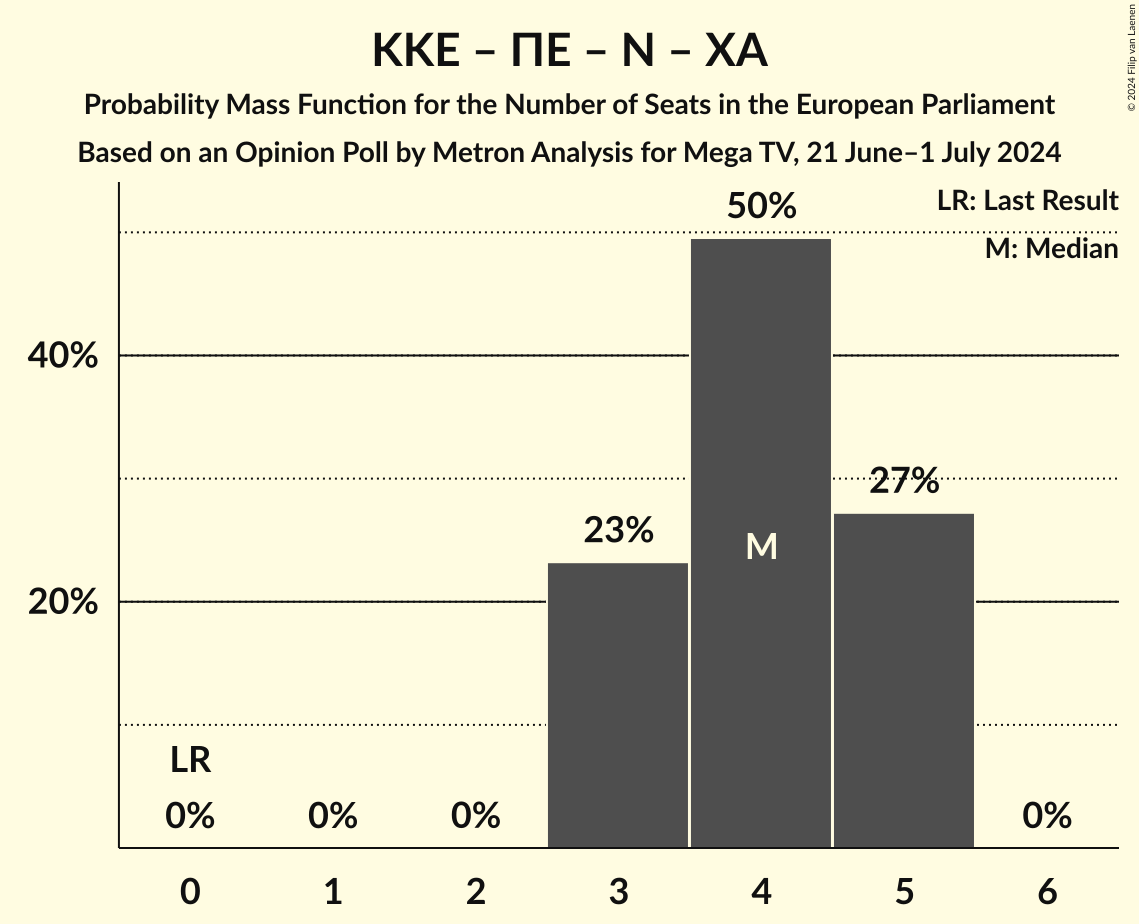 ΚΚΕ – ΠΕ – Ν – ΧΑ
Probability Mass Function for the Number of Seats in the European Parliament
Based on an Opinion Poll by Metron Analysis for Mega TV, 21 June–1 July 2024
© 2024 Filip van Laenen
LR: Last Result
M: Median
50%
40%
27%
23%
M
20%
LR
0% 0% 0% 0%
0 1 2 3 4 5 6